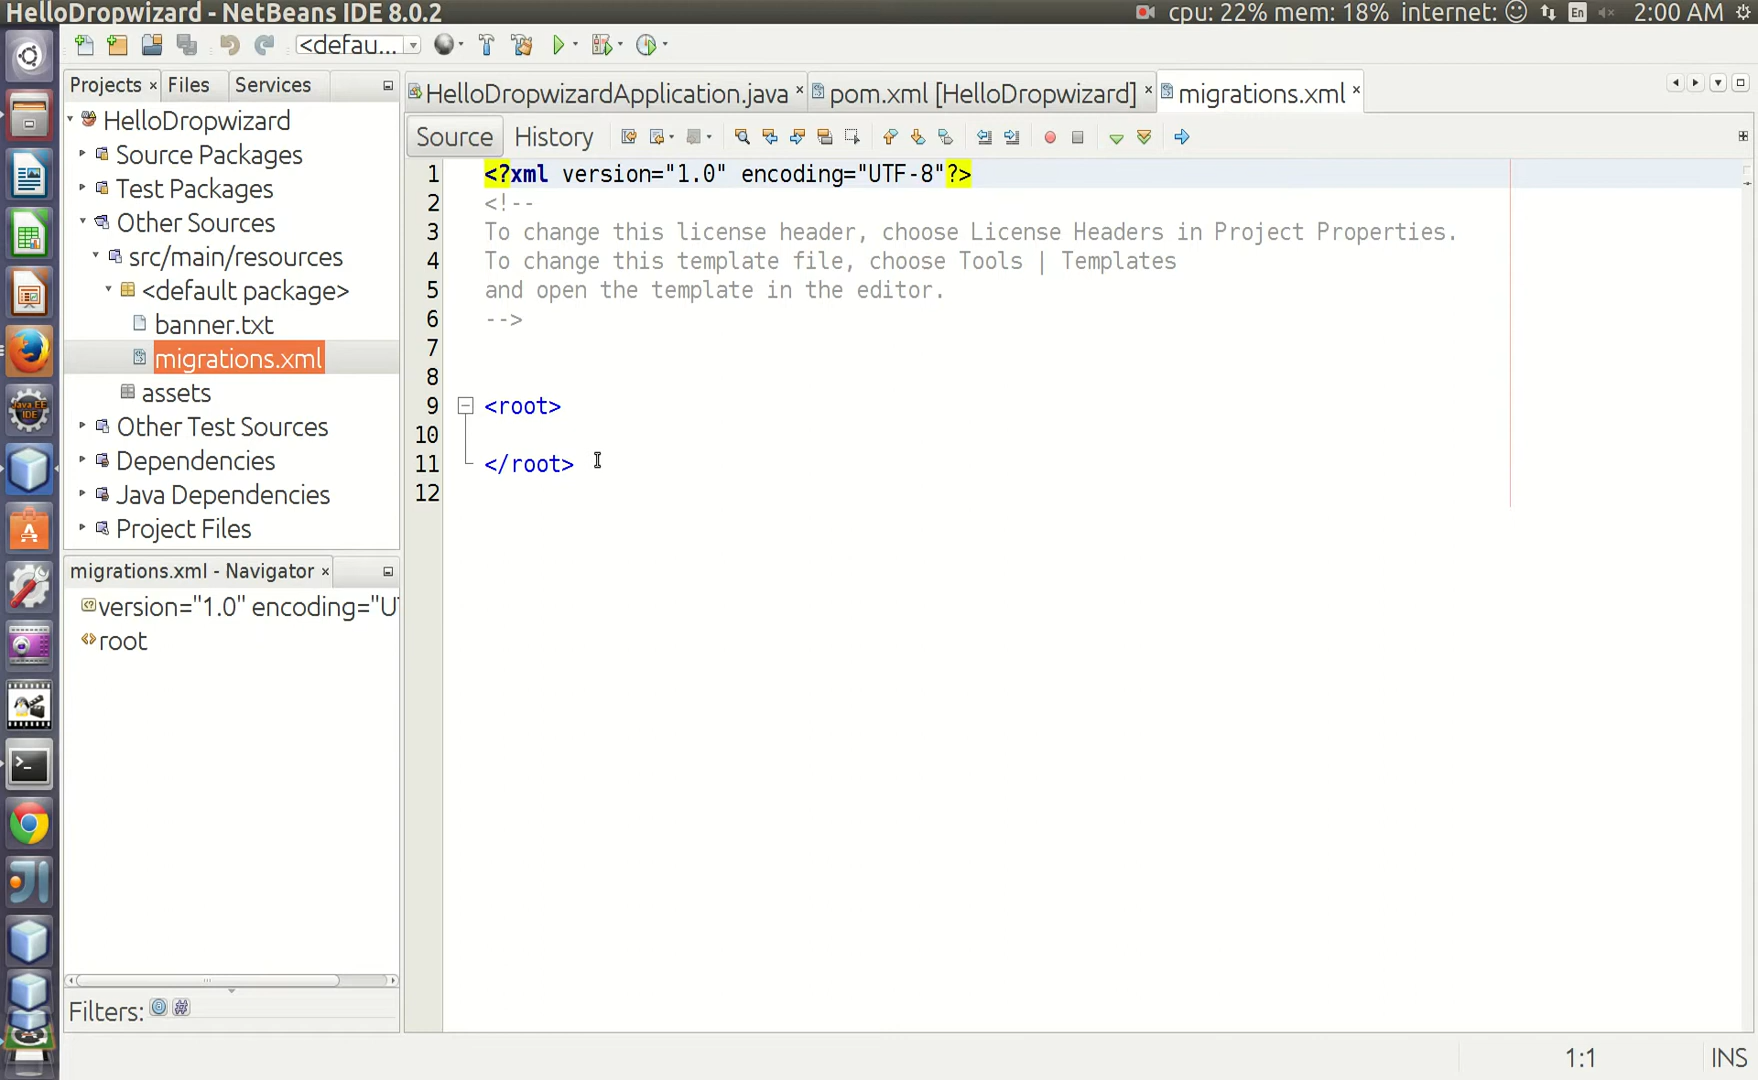 HelloDropwizard - NetBeans IDE 8.0.2
cpu: 22% mem: 18% internet:
En
2:00 AM
<defau...
Projects
Files
Services
HelloDropwizard
Source Packages
Test Packages
Other Sources
src/main/resources
<default package>
banner.txt
migrations.xml
assets
Other Test Sources
Dependencies
Java Dependencies
Project Files
migrations.xml - Navigator
version="1.0" encoding="U
root
Filters:
HelloDropwizardApplication.java
pom.xml [HelloDropwizard]
migrations.xml
Source
History
1 <?xml version="1.0" encoding="UTF-8"?>
2 <!--
3 To change this license header, choose License Headers in Project Properties.
4 To change this template file, choose Tools | Templates
5 and open the template in the editor.
6 -->
7
8
9 <root>
10
11 </root>
12
1:1
INS